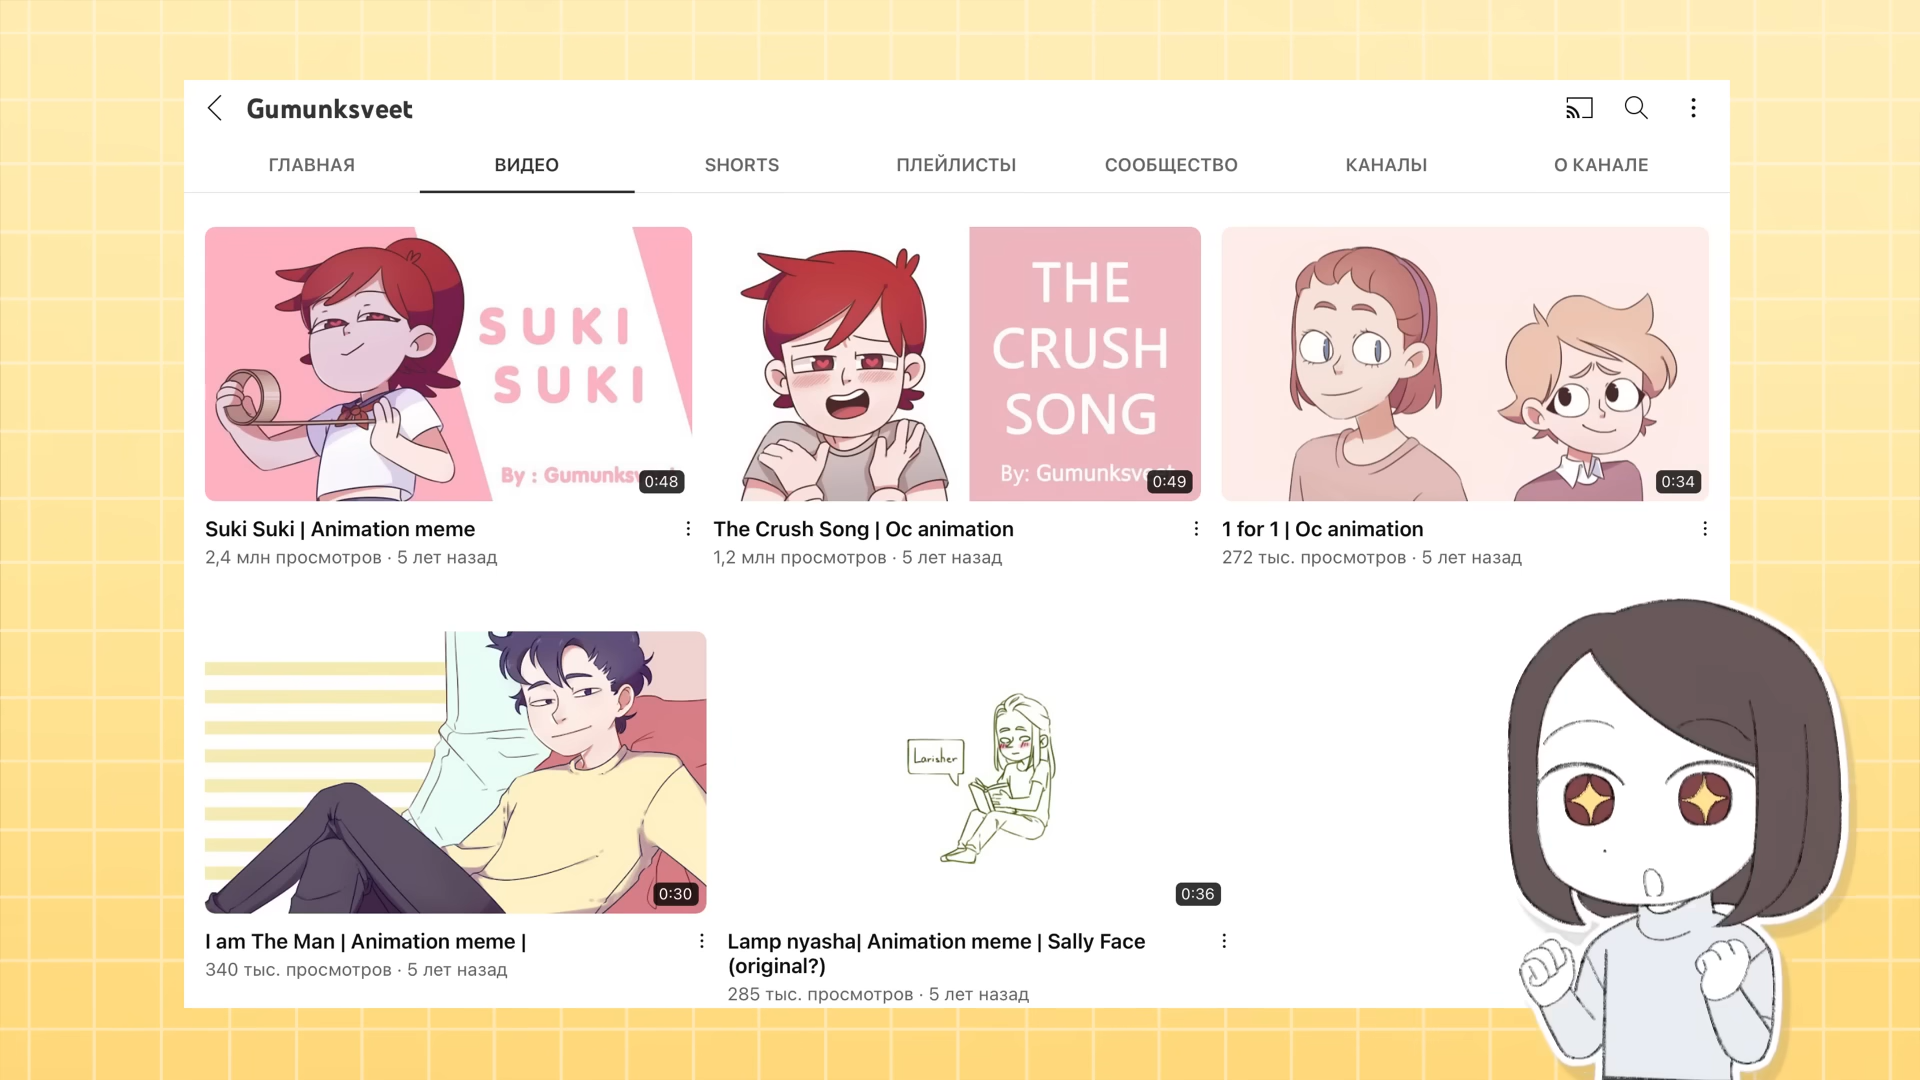 Gumunksveet
ГЛАВНАЯ
ВИДЕО
SHORTS
ПЛЕЙЛИСТЫ
СООБЩЕСТВО
КАНАЛЫ
О КАНАЛЕ
SUKI
SUKI
By : Gumunksv
0:48
THE
CRUSH
SONG
By: Gumunksveet
0:49
0:34
Suki Suki | Animation meme
2,4 млн просмотров · 5 лет назад
The Crush Song | Oc animation
1,2 млн просмотров · 5 лет назад
1 for 1 | Oc animation
272 тыс. просмотров · 5 лет назад
0:30
Larisher
0:36
I am The Man | Animation meme |
340 тыс. просмотров · 5 лет назад
Lamp nyasha| Animation meme | Sally Face
(original?)
285 тыс. просмотров · 5 лет назад